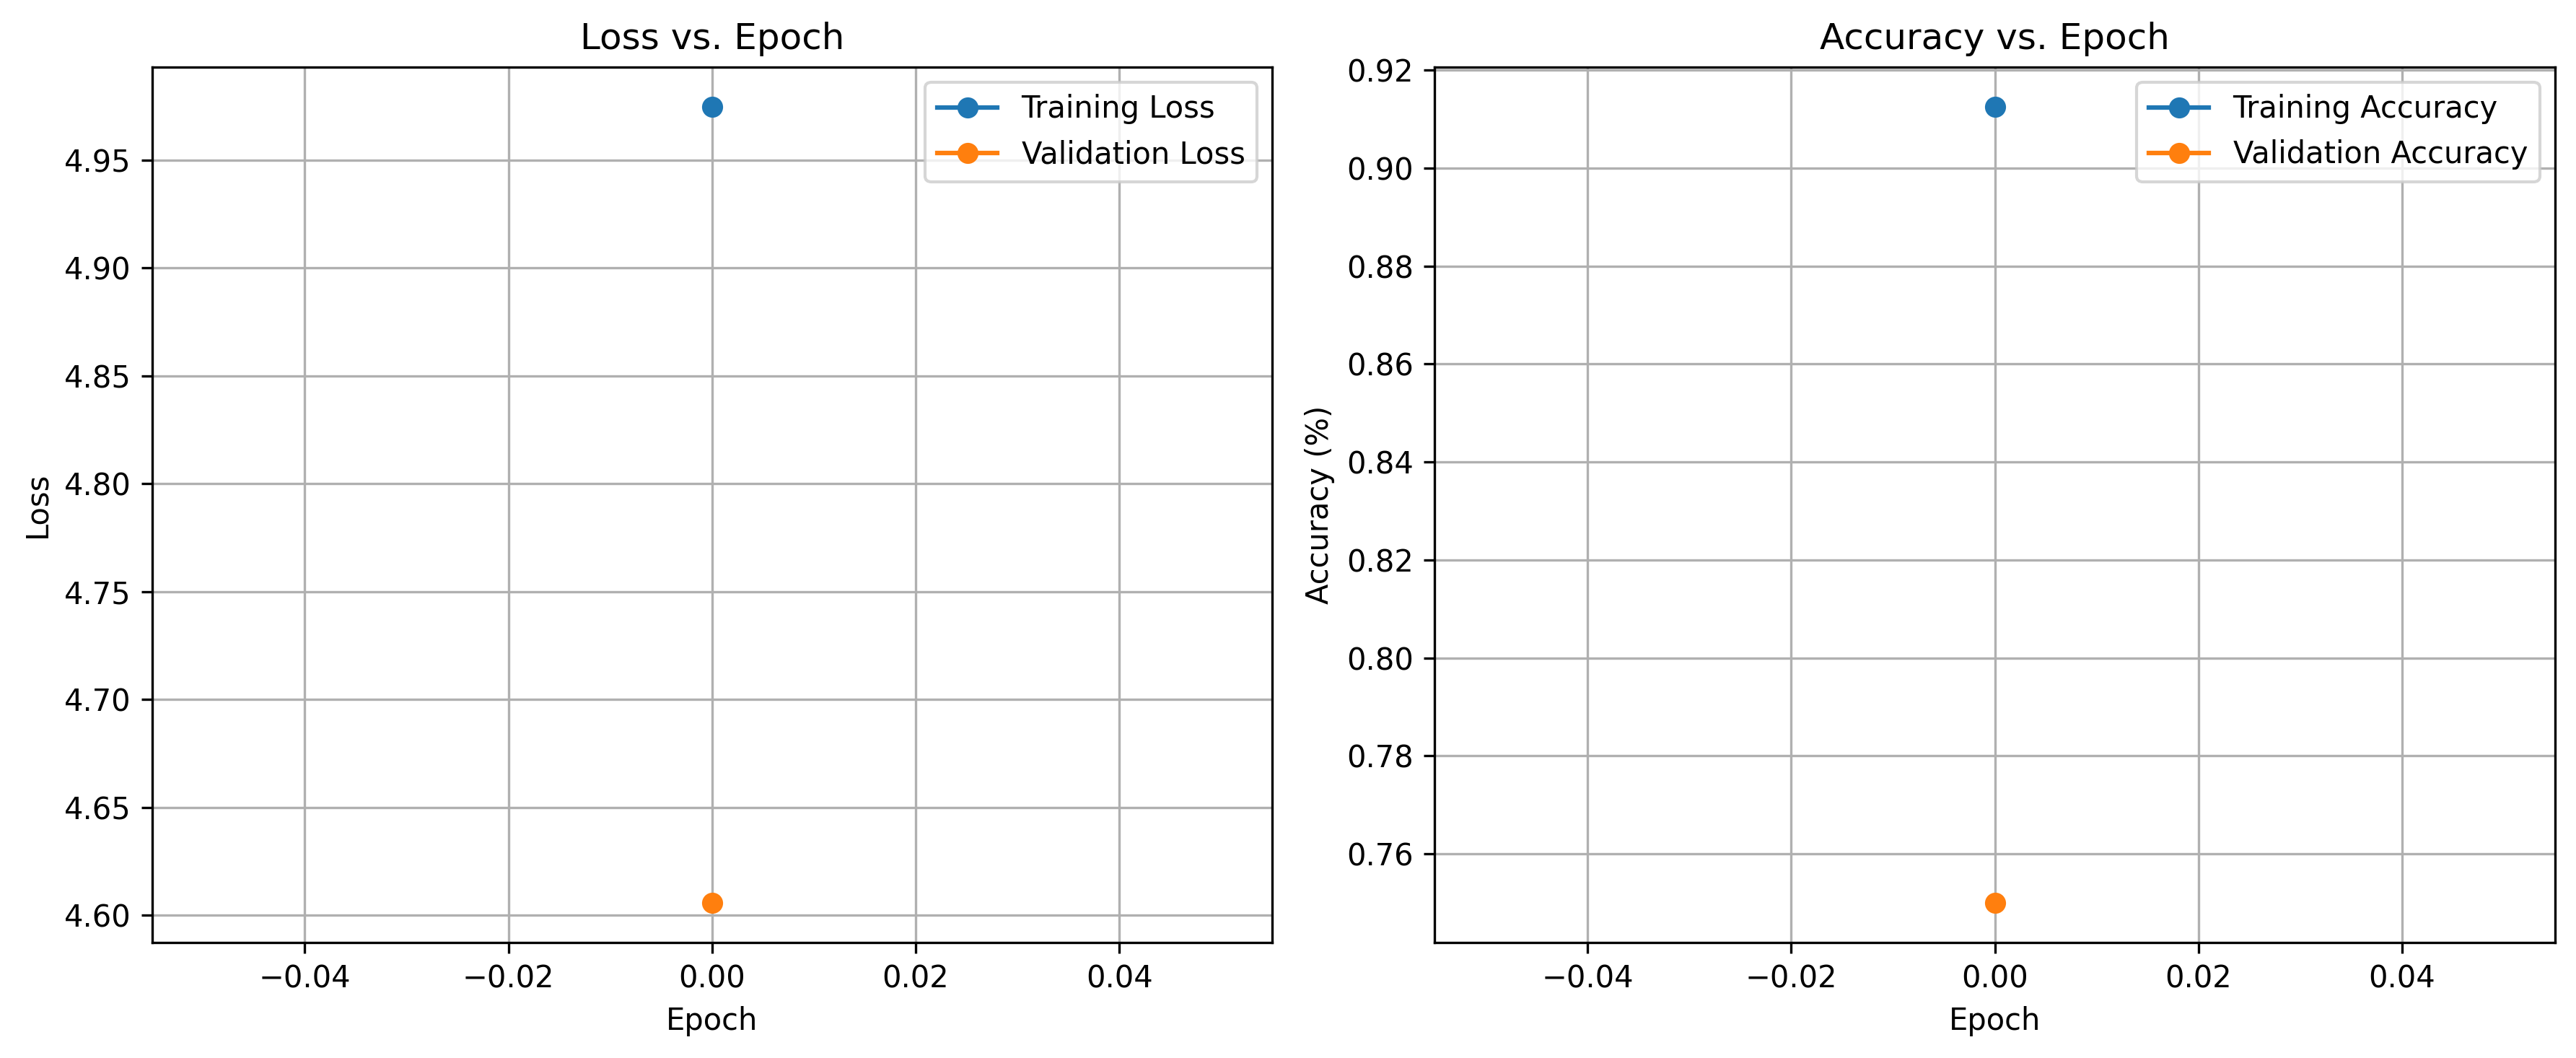 Loss vs. Epoch
Training Loss
Validation Loss
4.95
4.90
4.85
4.80
4.75
4.70
4.65
4.60
Loss
−0.04 −0.02 0.00 0.02 0.04
Epoch
Accuracy vs. Epoch
Training Accuracy
Validation Accuracy
0.92
0.90
0.88
0.86
0.84
0.82
0.80
0.78
0.76
Accuracy (%)
−0.04 −0.02 0.00 0.02 0.04
Epoch